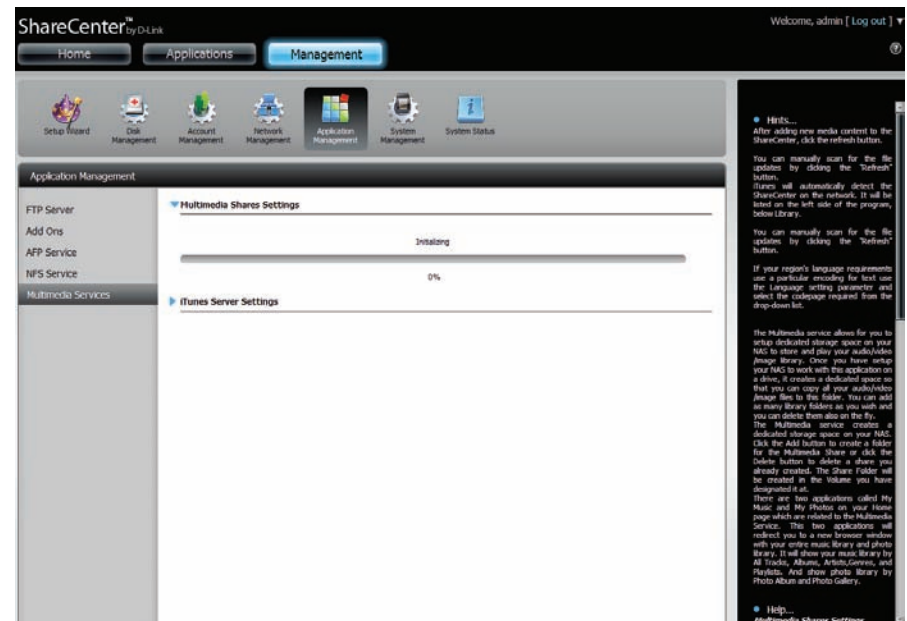 ShareCenter™ by D-Link
Welcome, admin [ Log out ]
Home
Applications
Management
Setup Wizard
Disk
Management
Account
Management
Network
Management
Application
Management
System
Management
System Status
Application Management
FTP Server
Add Ons
AFP Service
NFS Service
Multimedia Services
Multimedia Shares Settings
Initializing
0%
iTunes Server Settings
Hints...
After adding new media content to the
ShareCenter, click the refresh button.
You can manually scan for the file
updates by clicking the "Refresh"
button.
iTunes will automatically detect the
ShareCenter on the network. It will be
listed on the left side of the program,
below Library.
You can manually scan for the file
updates by clicking the "Refresh"
button.
If your region's language requirements
use a particular encoding for text use
the Language setting parameter and
select the codepage required from the
drop-down list.
The Multimedia service allows for you to
setup dedicated storage space on your
NAS to store and play your audio/video
/image library. Once you have setup
your NAS to work with this application on
a drive, it creates a dedicated space so
that you can copy all your audio/video
/image files to this folder. You can add
as many library folders as you wish and
you can delete them also on the fly.
The Multimedia service creates a
dedicated storage space on your NAS.
Click the Add button to create a folder
for the Multimedia Share or click the
Delete button to delete a share you
already created. The Share Folder will
be created in the Volume you have
designated it at.
There are two applications called My
Music and My Photos on your Home
page which are related to the Multimedia
Service. This two applications will
redirect you to a new browser window
with your entire music library and photo
library. It will show your music library by
All Tracks, Albums, Artists,Genres, and
Playlists. And show photo library by
Photo Album and Photo Gallery.
Help...
Multimedia Shares Settings